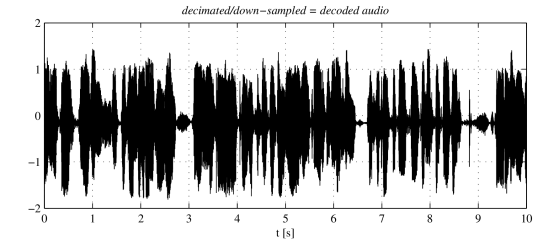 decimated/down−sampled = decoded audio
2
1
0
−1
−2
0 1 2 3 4 5 6 7 8 9 10
t [s]